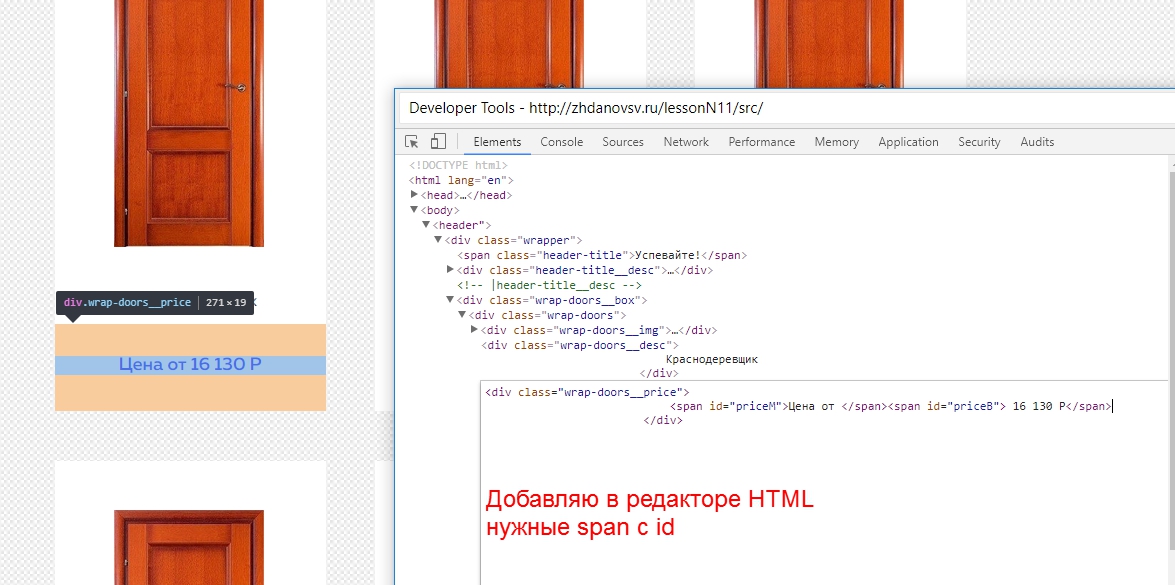 Developer Tools - http://zhdanovsv.ru/lessonN11/src/
Elements Console Sources Network Performance Memory Application Security Audits
<!DOCTYPE html>
<html lang="en">
<head>…</head>
<body>
<header">
<div class="wrapper">
<span class="header-title">Успевайте!</span>
<div class="header-title__desc">…</div>
<!-- |header-title__desc -->
<div class="wrap-doors__box">
<div class="wrap-doors">
<div class="wrap-doors__img">…</div>
<div class="wrap-doors__desc">
Краснодеревщик
</div>
<div class="wrap-doors__price">
<span id="priceM">Цена от </span><span id="priceB"> 16 130 Р</span>
</div>
div.wrap-doors__price 271 × 19
Цена от 16 130 Р
Добавляю в редакторе HTML
нужные span с id